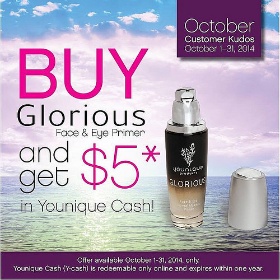 October
Customer Kudos
October 1-31, 2014
BUY
Glorious
Face & Eye Primer
and
get $5*
in Younique Cash!
YOUNIQUE
GLORIOUS
Offer available October 1-31, 2014, only.
Younique Cash (Y-cash) is redeemable only online and expires within one year.